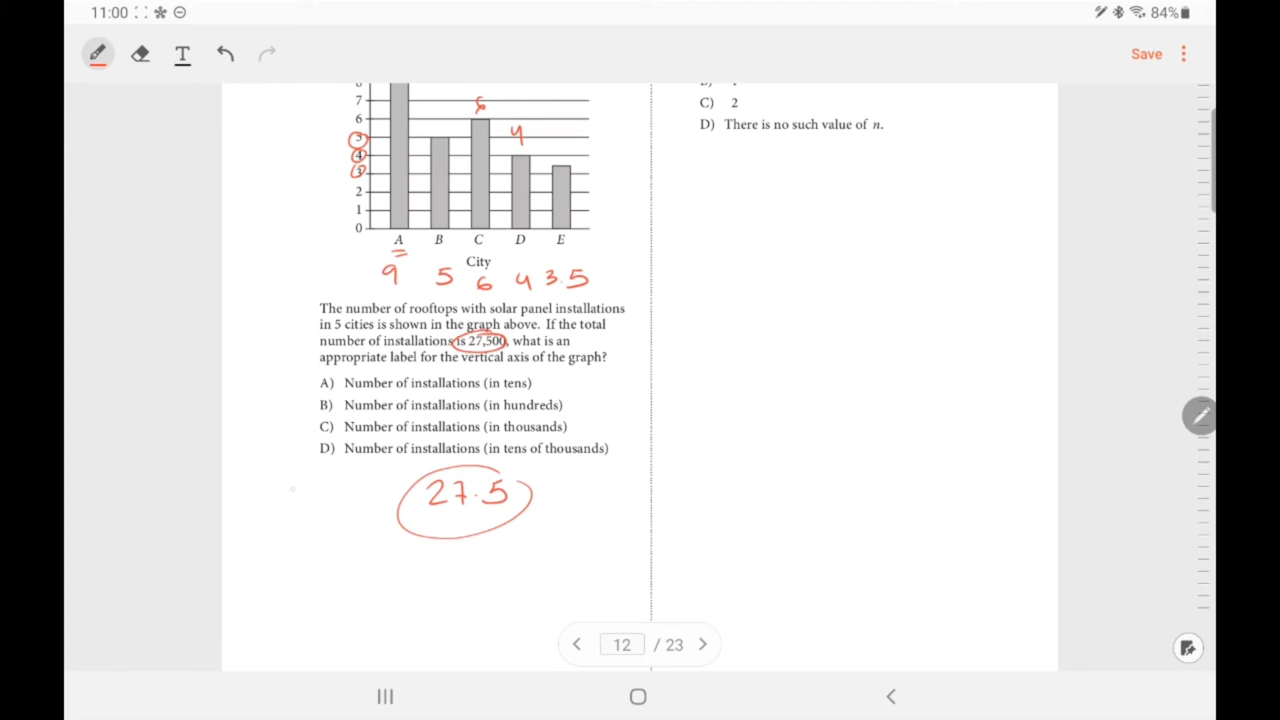 11:00
84%
T
Save
8
7
6
5
4
3
2
1
0
6
4
A B C D E
City
9 5 6 4 3.5
The number of rooftops with solar panel installations
in 5 cities is shown in the graph above. If the total
number of installations is 27,500, what is an
appropriate label for the vertical axis of the graph?
A) Number of installations (in tens)
B) Number of installations (in hundreds)
C) Number of installations (in thousands)
D) Number of installations (in tens of thousands)
27.5
C) 2
D) There is no such value of n.
12 / 23